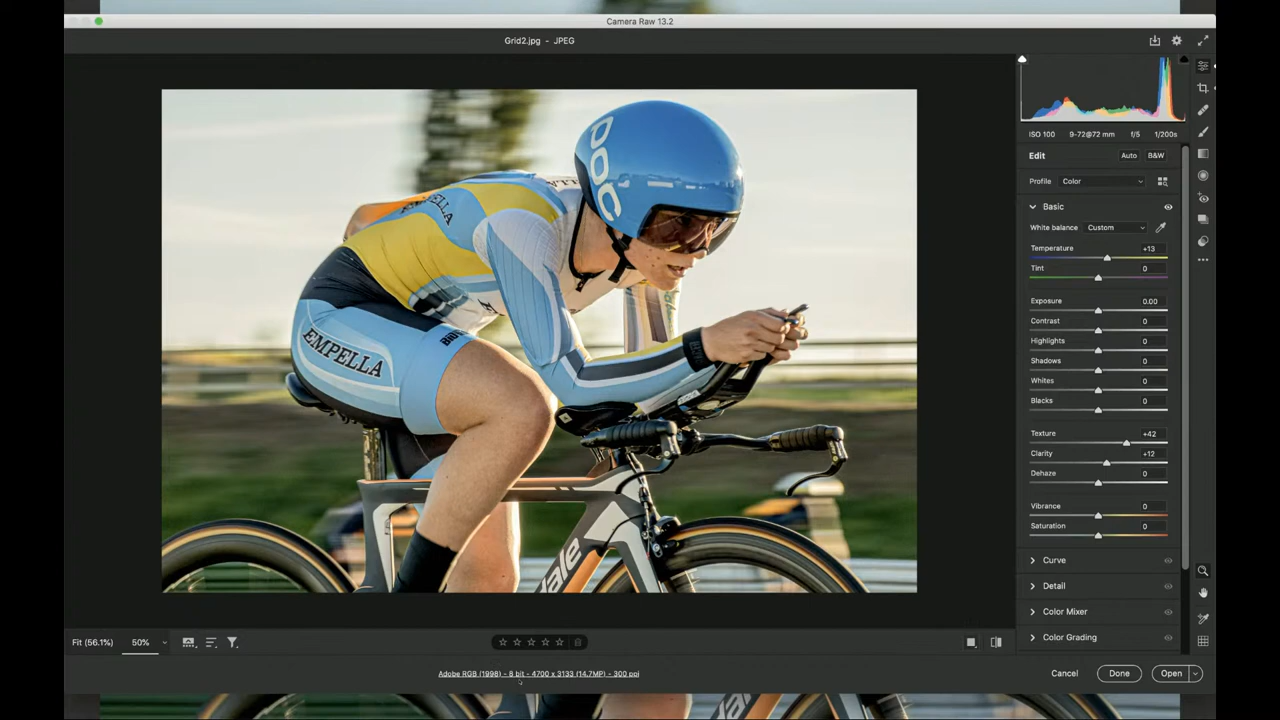 Camera Raw 13.2
Grid2.jpg - JPEG
ISO 100 9-72@72 mm f/5 1/200s
Edit Auto B&W
Profile Color
Basic
White balance Custom
Temperature +13
Tint 0
Exposure 0.00
Contrast 0
Highlights 0
Shadows 0
Whites 0
Blacks 0
Texture +42
Clarity +12
Dehaze 0
Vibrance 0
Saturation 0
Curve
Detail
Color Mixer
Color Grading
POC
EMPELLA
EMPELLA
dale
Fit (56.1%) 50%
Adobe RGB (1998) - 8 bit - 4700 x 3133 (14.7MP) - 300 ppi
Cancel Done Open